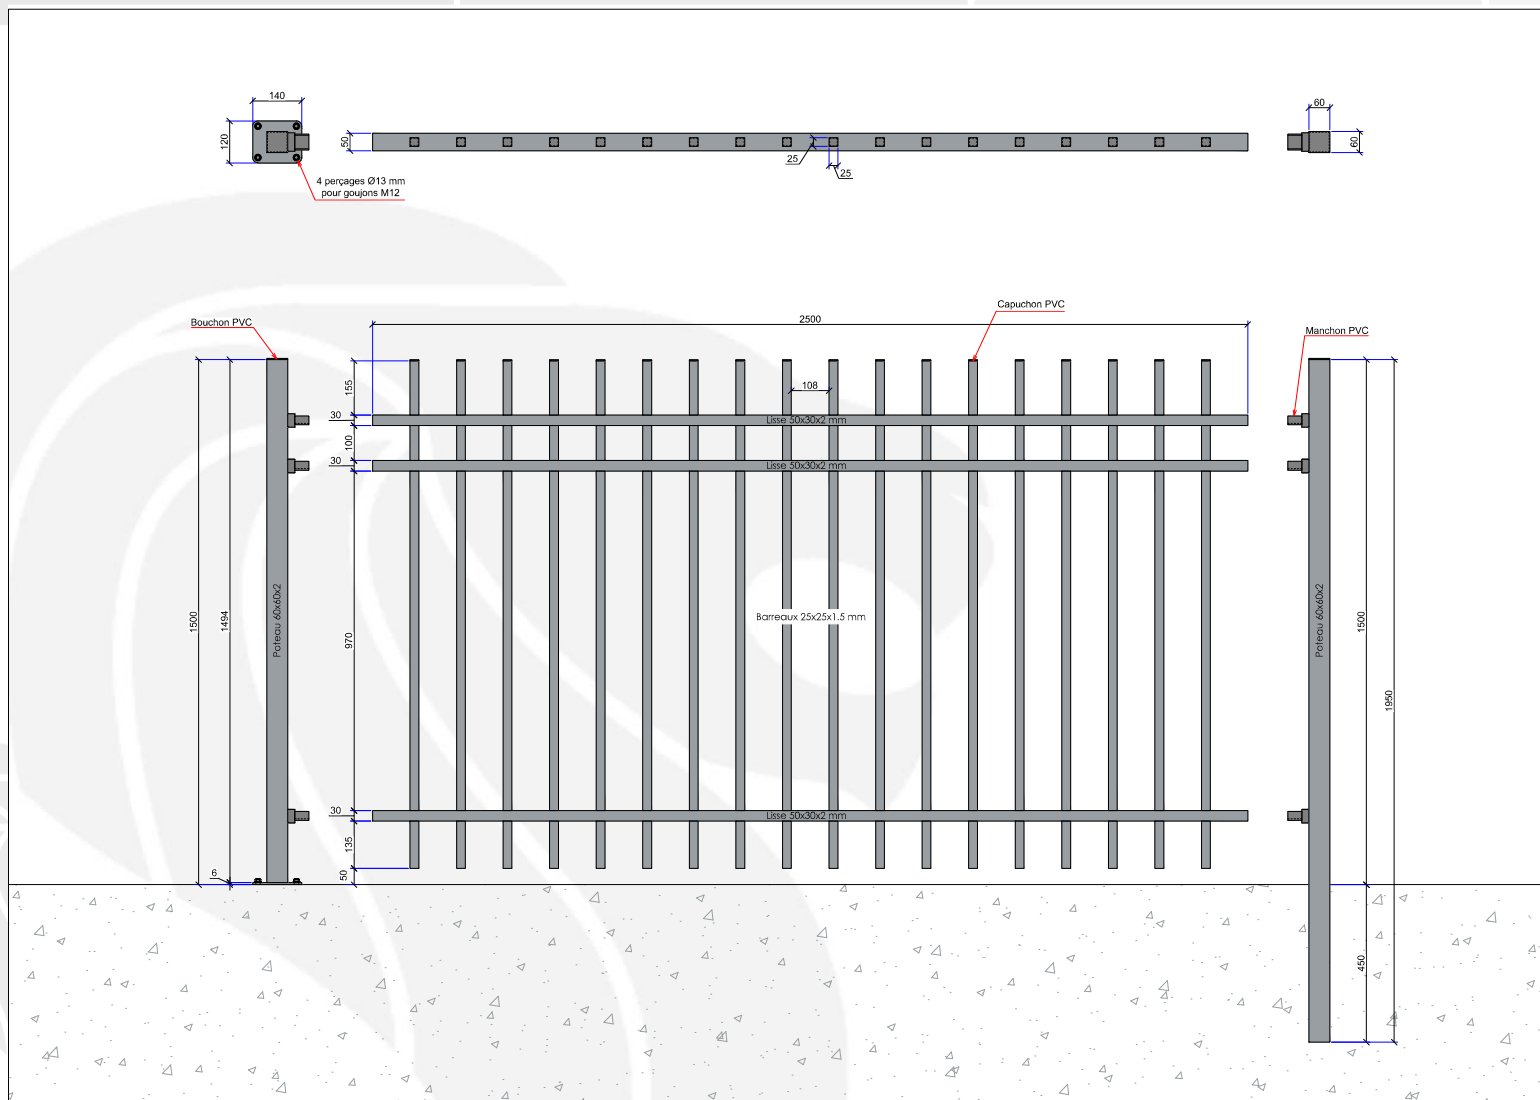 140
120
4 perçages Ø13 mm
pour goujons M12
50
25
25
60
60
Bouchon PVC
2500
Capuchon PVC
Manchon PVC
155
30
100
30
108
Lisse 50x30x2 mm
Lisse 50x30x2 mm
1500
1494
Poteau 60x60x2
970
Barreaux 25x25x1.5 mm
Poteau 60x60x2
1500
1950
30
Lisse 50x30x2 mm
135
6
50
450